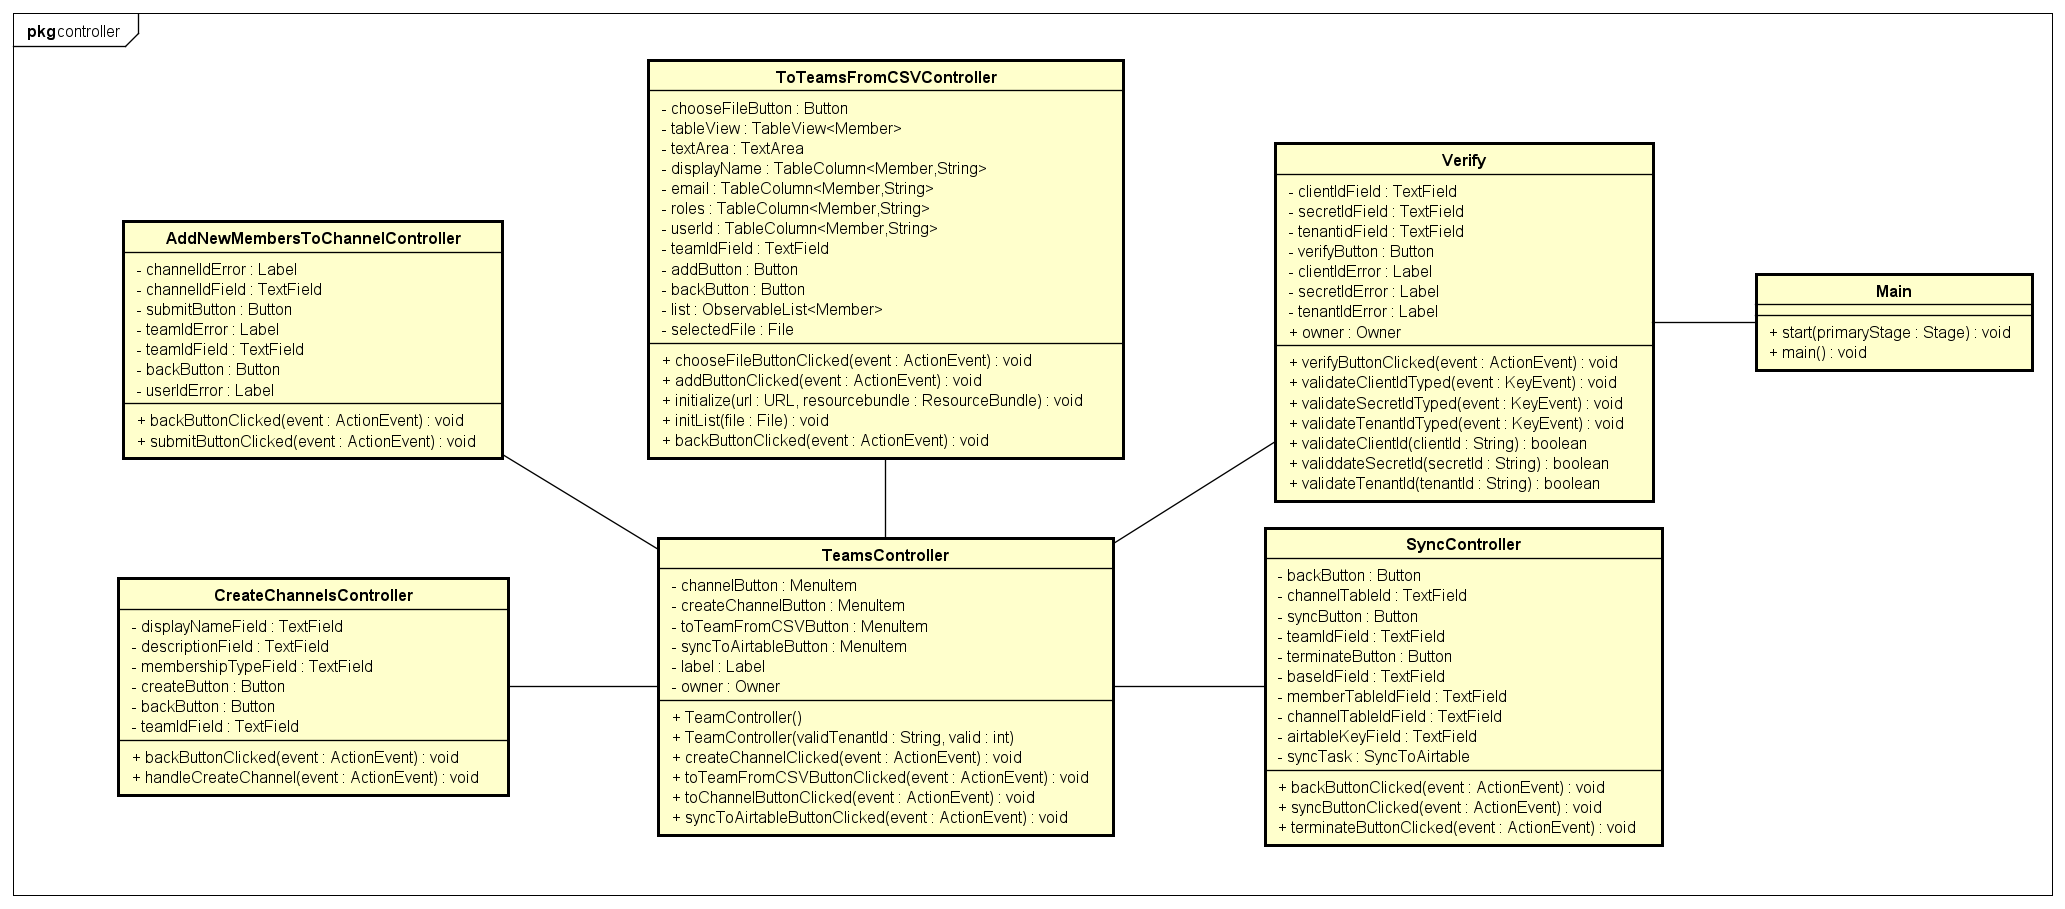 pkg controller
ToTeamsFromCSVController
- chooseFileButton : Button
- tableView : TableView<Member>
- textArea : TextArea
- displayName : TableColumn<Member,String>
- email : TableColumn<Member,String>
- roles : TableColumn<Member,String>
- userId : TableColumn<Member,String>
- teamIdField : TextField
- addButton : Button
- backButton : Button
- list : ObservableList<Member>
- selectedFile : File
+ chooseFileButtonClicked(event : ActionEvent) : void
+ addButtonClicked(event : ActionEvent) : void
+ initialize(url : URL, resourcebundle : ResourceBundle) : void
+ initList(file : File) : void
+ backButtonClicked(event : ActionEvent) : void
Verify
- clientIdField : TextField
- secretIdField : TextField
- tenantidField : TextField
- verifyButton : Button
- clientIdError : Label
- secretIdError : Label
- tenantIdError : Label
+ owner : Owner
+ verifyButtonClicked(event : ActionEvent) : void
+ validateClientIdTyped(event : KeyEvent) : void
+ validateSecretIdTyped(event : KeyEvent) : void
+ validateTenantIdTyped(event : KeyEvent) : void
+ validateClientId(clientId : String) : boolean
+ validdateSecretId(secretId : String) : boolean
+ validateTenantId(tenantId : String) : boolean
Main
+ start(primaryStage : Stage) : void
+ main() : void
AddNewMembersToChannelController
- channelIdError : Label
- channelIdField : TextField
- submitButton : Button
- teamIdError : Label
- teamIdField : TextField
- backButton : Button
- userIdError : Label
+ backButtonClicked(event : ActionEvent) : void
+ submitButtonClicked(event : ActionEvent) : void
CreateChannelsController
- displayNameField : TextField
- descriptionField : TextField
- membershipTypeField : TextField
- createButton : Button
- backButton : Button
- teamIdField : TextField
+ backButtonClicked(event : ActionEvent) : void
+ handleCreateChannel(event : ActionEvent) : void
TeamsController
- channelButton : MenuItem
- createChannelButton : MenuItem
- toTeamFromCSVButton : MenuItem
- syncToAirtableButton : MenuItem
- label : Label
- owner : Owner
+ TeamController()
+ TeamController(validTenantId : String, valid : int)
+ createChannelClicked(event : ActionEvent) : void
+ toTeamFromCSVButtonClicked(event : ActionEvent) : void
+ toChannelButtonClicked(event : ActionEvent) : void
+ syncToAirtableButtonClicked(event : ActionEvent) : void
SyncController
- backButton : Button
- channelTableId : TextField
- syncButton : Button
- teamIdField : TextField
- terminateButton : Button
- baseIdField : TextField
- memberTableIdField : TextField
- channelTableIdField : TextField
- airtableKeyField : TextField
- syncTask : SyncToAirtable
+ backButtonClicked(event : ActionEvent) : void
+ syncButtonClicked(event : ActionEvent) : void
+ terminateButtonClicked(event : ActionEvent) : void